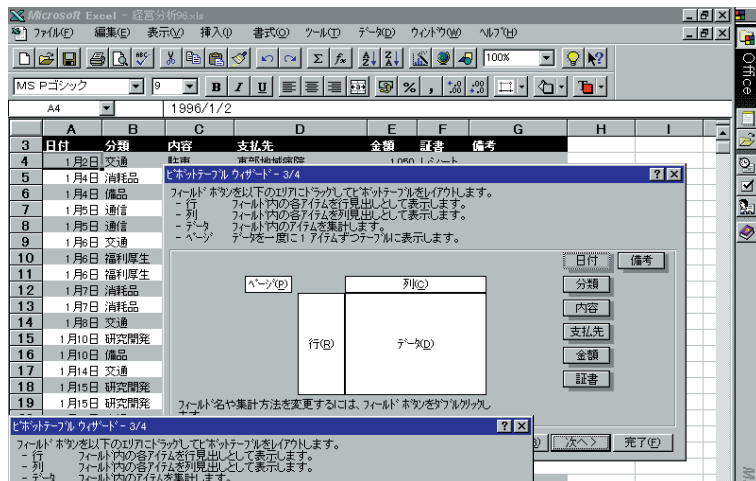 Microsoft Excel - 経営分析96.xls
ファイル(F) 編集(E) 表示(V) 挿入(I) 書式(O) ツール(T) データ(D) ウィンドウ(W) ヘルプ(H)
100%
MS Pゴシック 9 B I U % ,
A4 1996/1/2
A B C D E F G H I
3 日付 分類 内容 支払先 金額 証書 備考
4 1月2日 交通 駐車 東部地域病院 1,050 レシート
5 1月4日 消耗品
6 1月4日 備品
7 1月5日 通信
8 1月5日 通信
9 1月6日 交通
10 1月6日 福利厚生
11 1月6日 福利厚生
12 1月7日 消耗品
13 1月7日 消耗品
14 1月8日 交通
15 1月10日 研究開発
16 1月10日 備品
17 1月14日 交通
18 1月15日 研究開発
19 1月15日 研究開発
ピボットテーブル ウィザード - 3/4
フィールド ボタンを以下のエリアにドラッグしてピボットテーブルをレイアウトします。
- 行 フィールド内の各アイテムを行見出しとして表示します。
- 列 フィールド内の各アイテムを列見出しとして表示します。
- データ フィールド内のアイテムを集計します。
- ページ データを一度に 1 アイテムずつテーブルに表示します。
ページ(P) 列(C)
行(R) データ(D)
日付 備考
分類
内容
支払先
金額
証書
フィールド名や集計方法を変更するには、フィールド ボタンをダブルクリックし
ます。
次へ> 完了(F)
ピボットテーブル ウィザード - 3/4
フィールド ボタンを以下のエリアにドラッグしてピボットテーブルをレイアウトします。
- 行 フィールド内の各アイテムを行見出しとして表示します。
- 列 フィールド内の各アイテムを列見出しとして表示します。
- データ フィールド内のアイテムを集計します。
Office